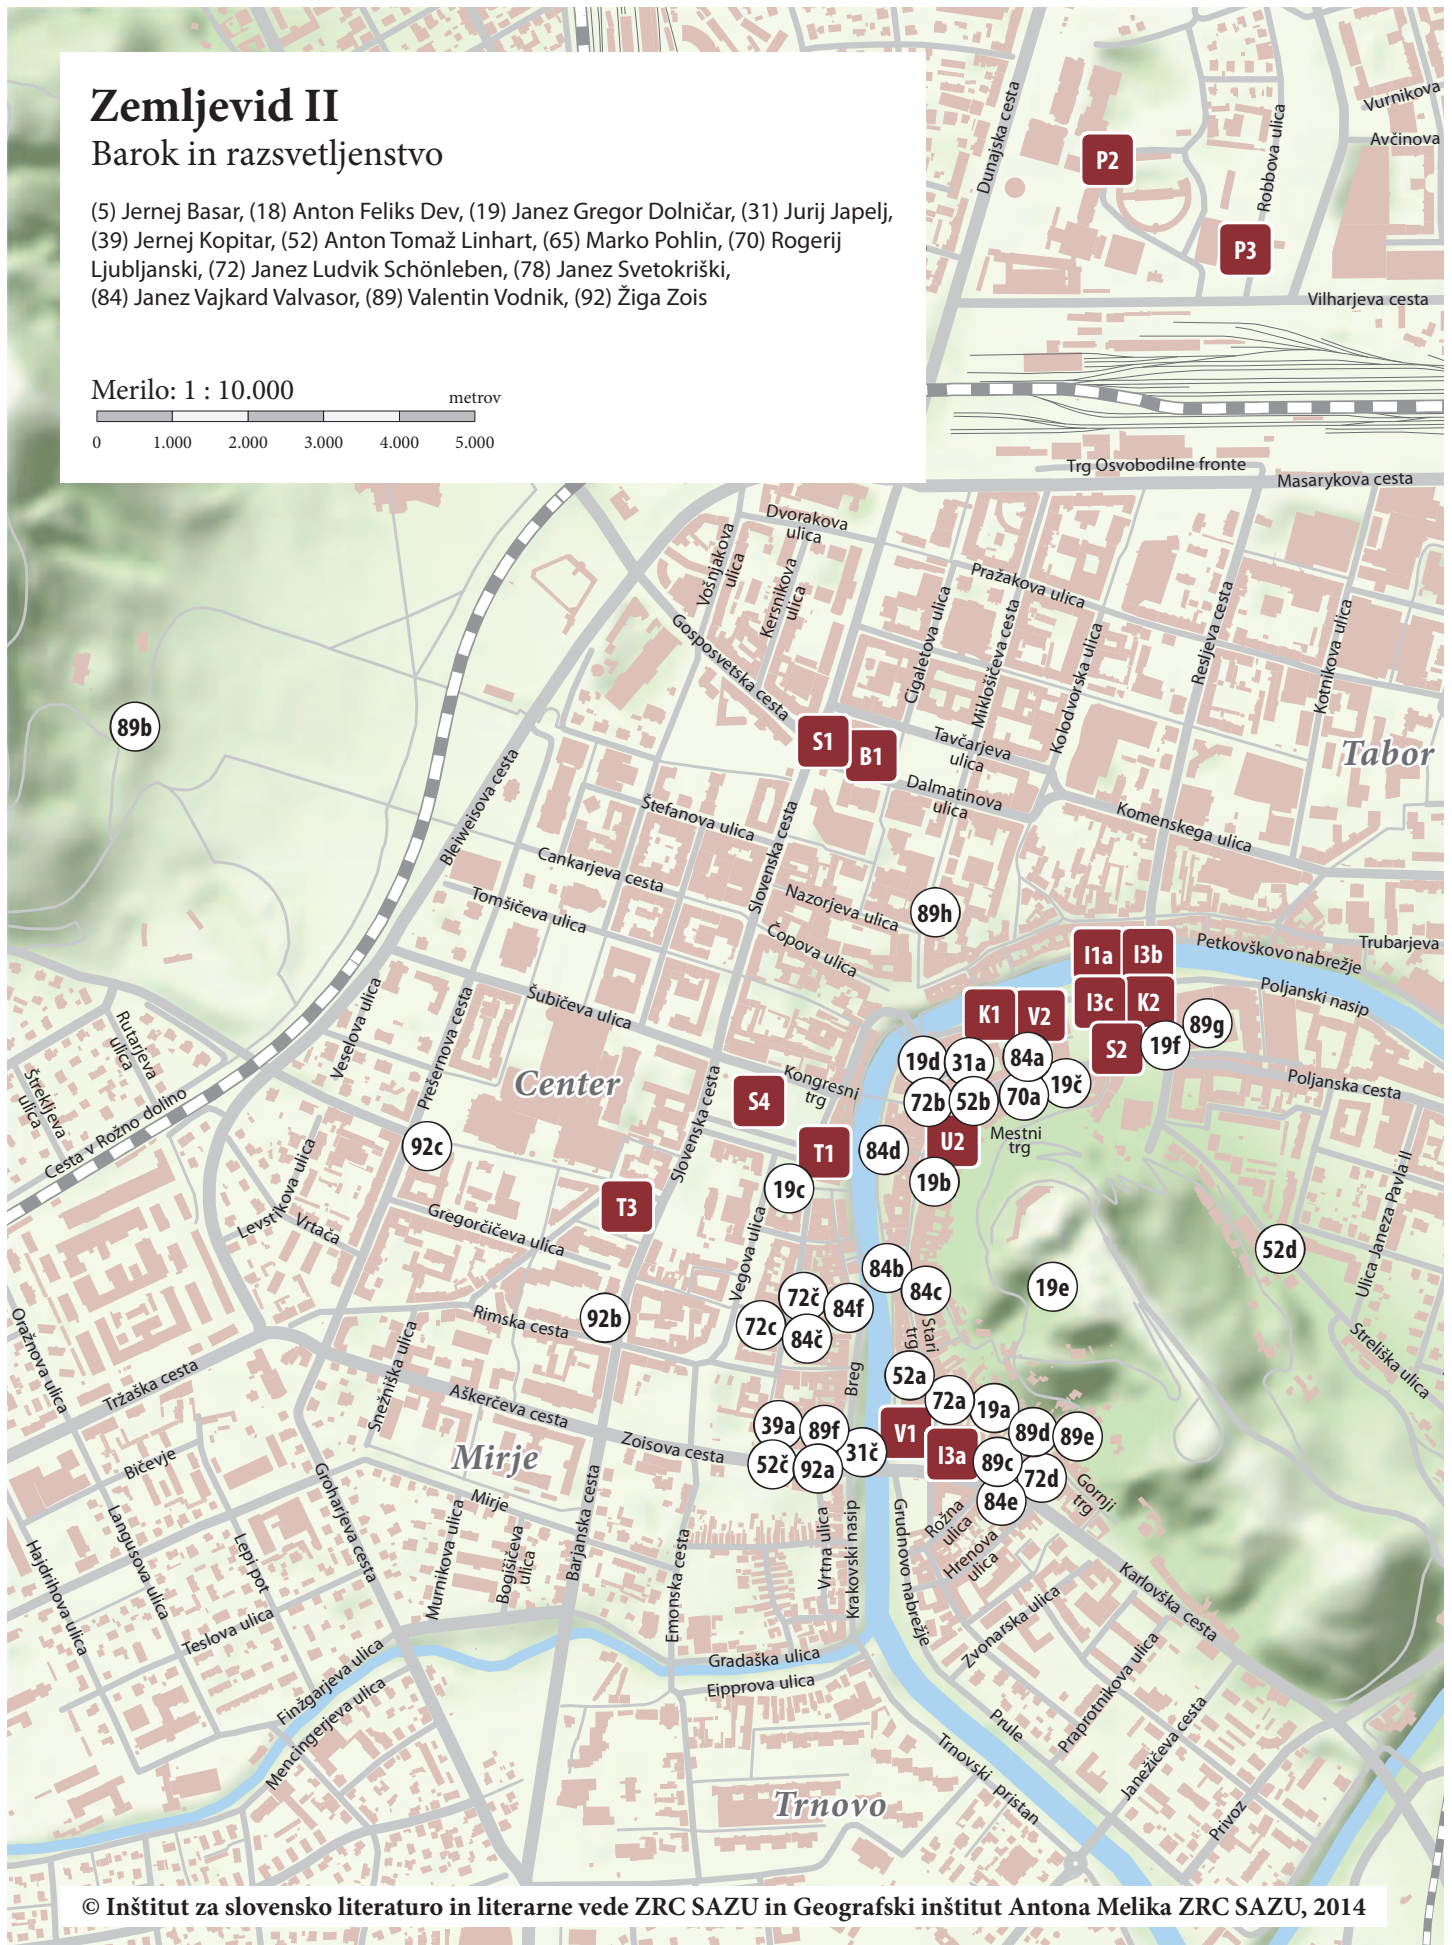 Zemljevid II
Barok in razsvetljenstvo
(5) Jernej Basar, (18) Anton Feliks Dev, (19) Janez Gregor Dolničar, (31) Jurij Japelj,
(39) Jernej Kopitar, (52) Anton Tomaž Linhart, (65) Marko Pohlin, (70) Rogerij
Ljubljanski, (72) Janez Ludvik Schönleben, (78) Janez Svetokriški,
(84) Janez Vajkard Valvasor, (89) Valentin Vodnik, (92) Žiga Zois
Merilo: 1 : 10.000
metrov
0 1.000 2.000 3.000 4.000 5.000
Dunajska cesta
Robbova ulica
Vurnikova
Avčinova
P2
P3
Vilharjeva cesta
Trg Osvobodilne fronte
Masarykova cesta
Dvorakova
ulica
Vošnjakova
ulica
Kersnikova
ulica
Pražakova ulica
Cigaletova ulica
Miklošičeva cesta
Kolodvorska ulica
Resljeva cesta
Kotnikova ulica
Gosposvetska cesta
89b
S1
B1
Tavčarjeva
ulica
Dalmatinova
ulica
Tabor
Komenskega ulica
Bleiweisova cesta
Štefanova ulica
Slovenska cesta
Cankarjeva cesta
Tomšičeva ulica
Nazorjeva ulica
Čopova ulica
89h
I1a
I3b
Petkovškovo nabrežje
Trubarjeva
Poljanski nasip
I3c
K2
K1
V2
S2
19f
89g
Poljanska cesta
Veselova ulica
Prešernova cesta
Šubičeva ulica
Rutarjeva
ulica
Štrekljeva
ulica
Cesta v Rožno dolino
Center
Slovenska cesta
Kongresni
trg
S4
19d
31a
84a
19č
72b
52b
70a
U2
Mestni
trg
T1
84d
19c
19b
92c
T3
Levstikova ulica
Vrtača
Gregorčičeva ulica
Vegova ulica
Ulica Janeza Pavla II
52d
84b
84c
19e
72č
84f
72c
84č
92b
Rimska cesta
Stari
trg
Streliška ulica
Oražnova ulica
Tržaška cesta
Snežniška ulica
Aškerčeva cesta
Breg
52a
72a
19a
89d
89e
39a
89f
31č
V1
I3a
89c
72d
52č
92a
84e
Zoisova cesta
Gornji
trg
Mirje
Bičevje
Mirje
Groharjeva cesta
Langusova ulica
Lepi pot
Hajdrihova ulica
Teslova ulica
Murnikova ulica
Bogišićeva
ulica
Barjanska cesta
Emonska cesta
Vrtna ulica
Krakovski nasip
Grudnovo nabrežje
Rožna
ulica
Hrenova
ulica
Zvonarska ulica
Karlovška cesta
Finžgarjeva ulica
Mencingerjeva ulica
Gradaška ulica
Eipprova ulica
Prule
Praprotnikova ulica
Janežičeva cesta
Privoz
Trnovski pristan
Trnovo
© Inštitut za slovensko literaturo in literarne vede ZRC SAZU in Geografski inštitut Antona Melika ZRC SAZU, 2014